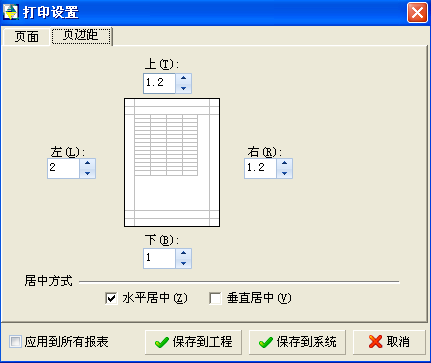 打印设置
页面 页边距
上(T):
1.2
左(L): 右(R):
2 1.2
下(B):
1
居中方式
水平居中(Z) 垂直居中(V)
应用到所有报表 保存到工程 保存到系统 取消